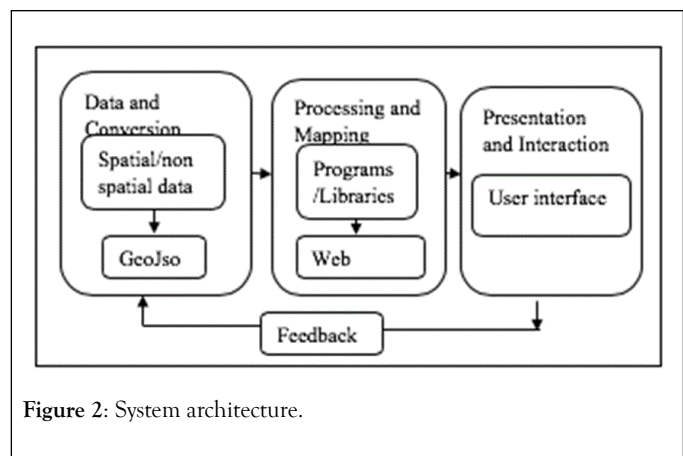 Data and
Conversion
Spatial/non
spatial data
GeoJso
Processing and
Mapping
Programs
/Libraries
Web
Presentation
and Interaction
User interface
Feedback
Figure 2: System architecture.